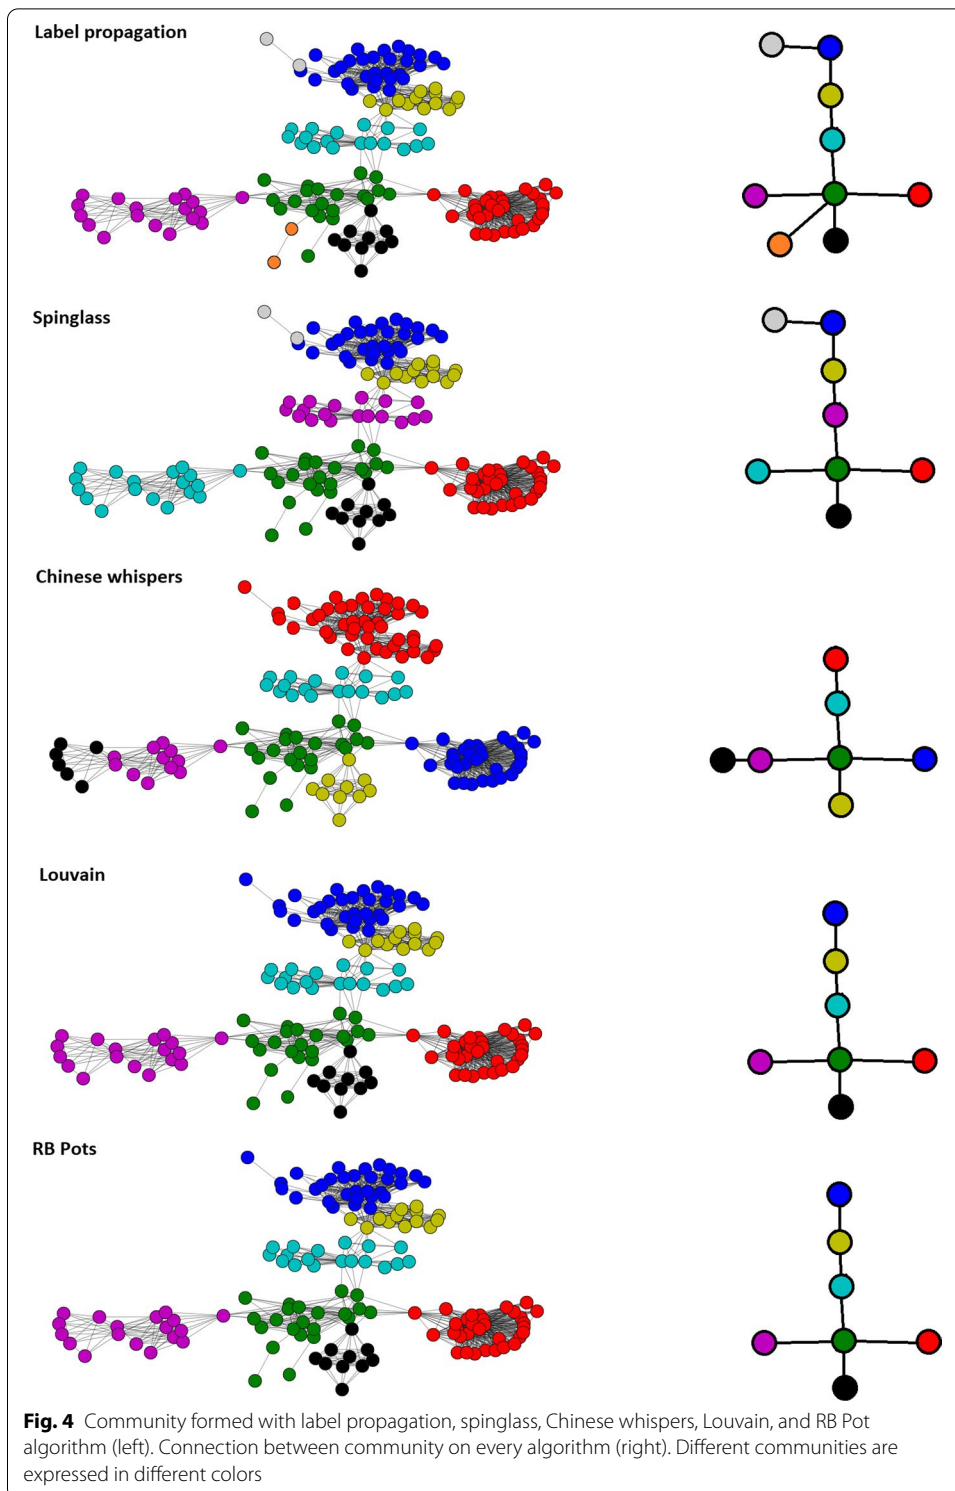 Label propagation
Spinglass
Chinese whispers
Louvain
RB Pots
Fig. 4 Community formed with label propagation, spinglass, Chinese whispers, Louvain, and RB Pot
algorithm (left). Connection between community on every algorithm (right). Different communities are
expressed in different colors